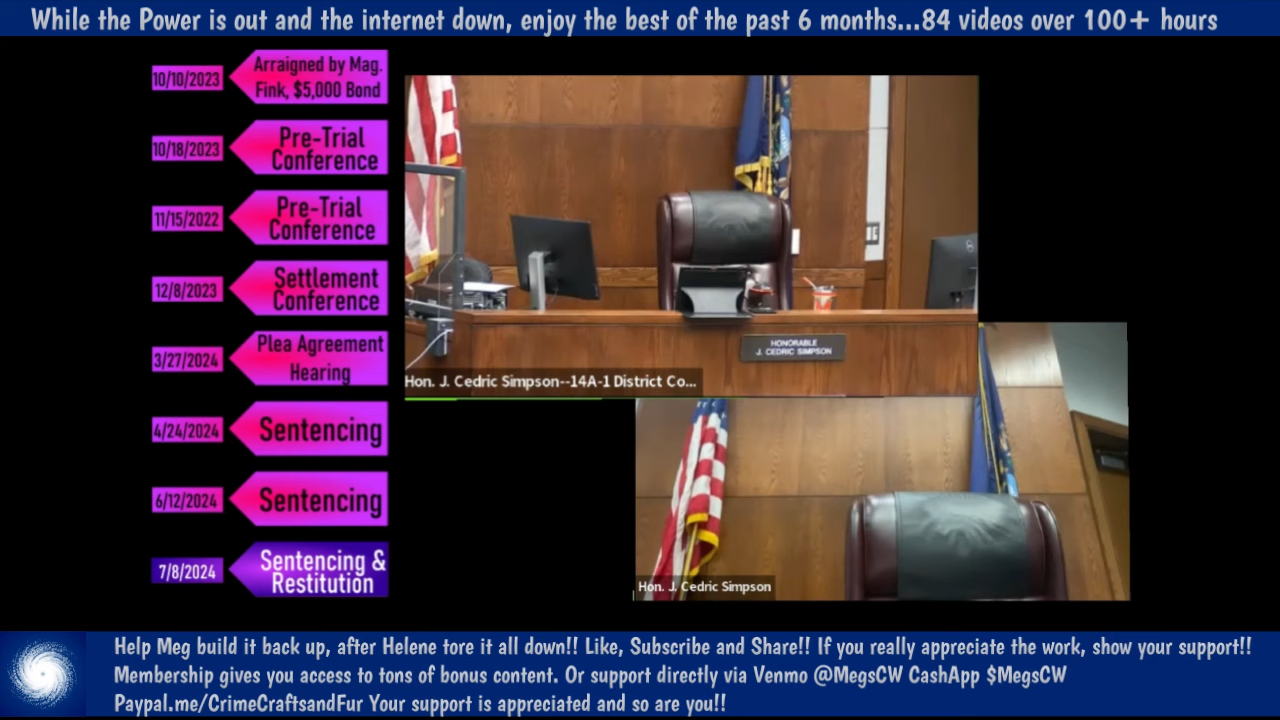 While the Power is out and the internet down, enjoy the best of the past 6 months...84 videos over 100+ hours
10/10/2023
Arraigned by Mag.
Fink, $5,000 Bond
10/18/2023
Pre-Trial
Conference
11/15/2022
Pre-Trial
Conference
12/8/2023
Settlement
Conference
3/27/2024
Plea Agreement
Hearing
4/24/2024
Sentencing
6/12/2024
Sentencing
7/8/2024
Sentencing &
Restitution
HONORABLE
J. CEDRIC SIMPSON
Hon. J. Cedric Simpson--14A-1 District Co...
Hon. J. Cedric Simpson
Help Meg build it back up, after Helene tore it all down!! Like, Subscribe and Share!! If you really appreciate the work, show your support!!
Membership gives you access to tons of bonus content. Or support directly via Venmo @MegsCW CashApp $MegsCW
Paypal.me/CrimeCraftsandFur Your support is appreciated and so are you!!